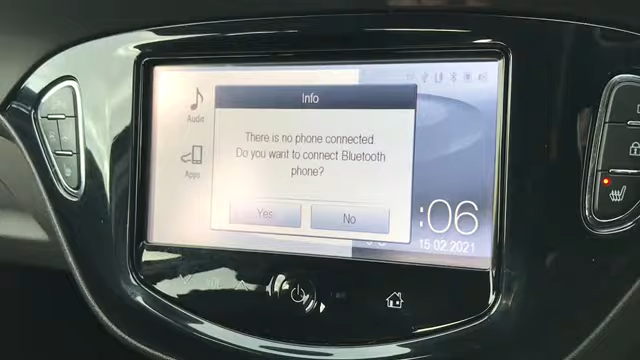 Info
Audio
There is no phone connected.
Do you want to connect Bluetooth
phone?
Apps
Yes
No
:06
15 02.2021